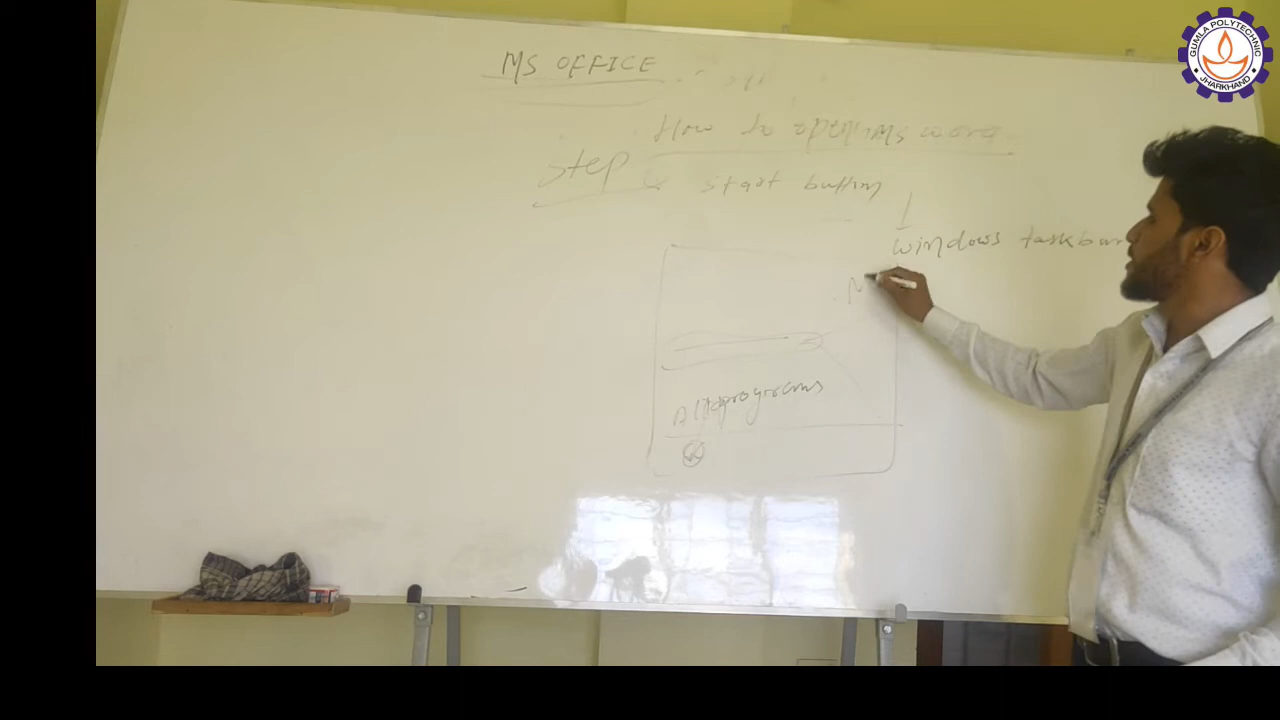 MS OFFICE
How to open MS word
Step
start button
windows taskbar
All programs
GUMLA POLYTECHNIC
JHARKHAND